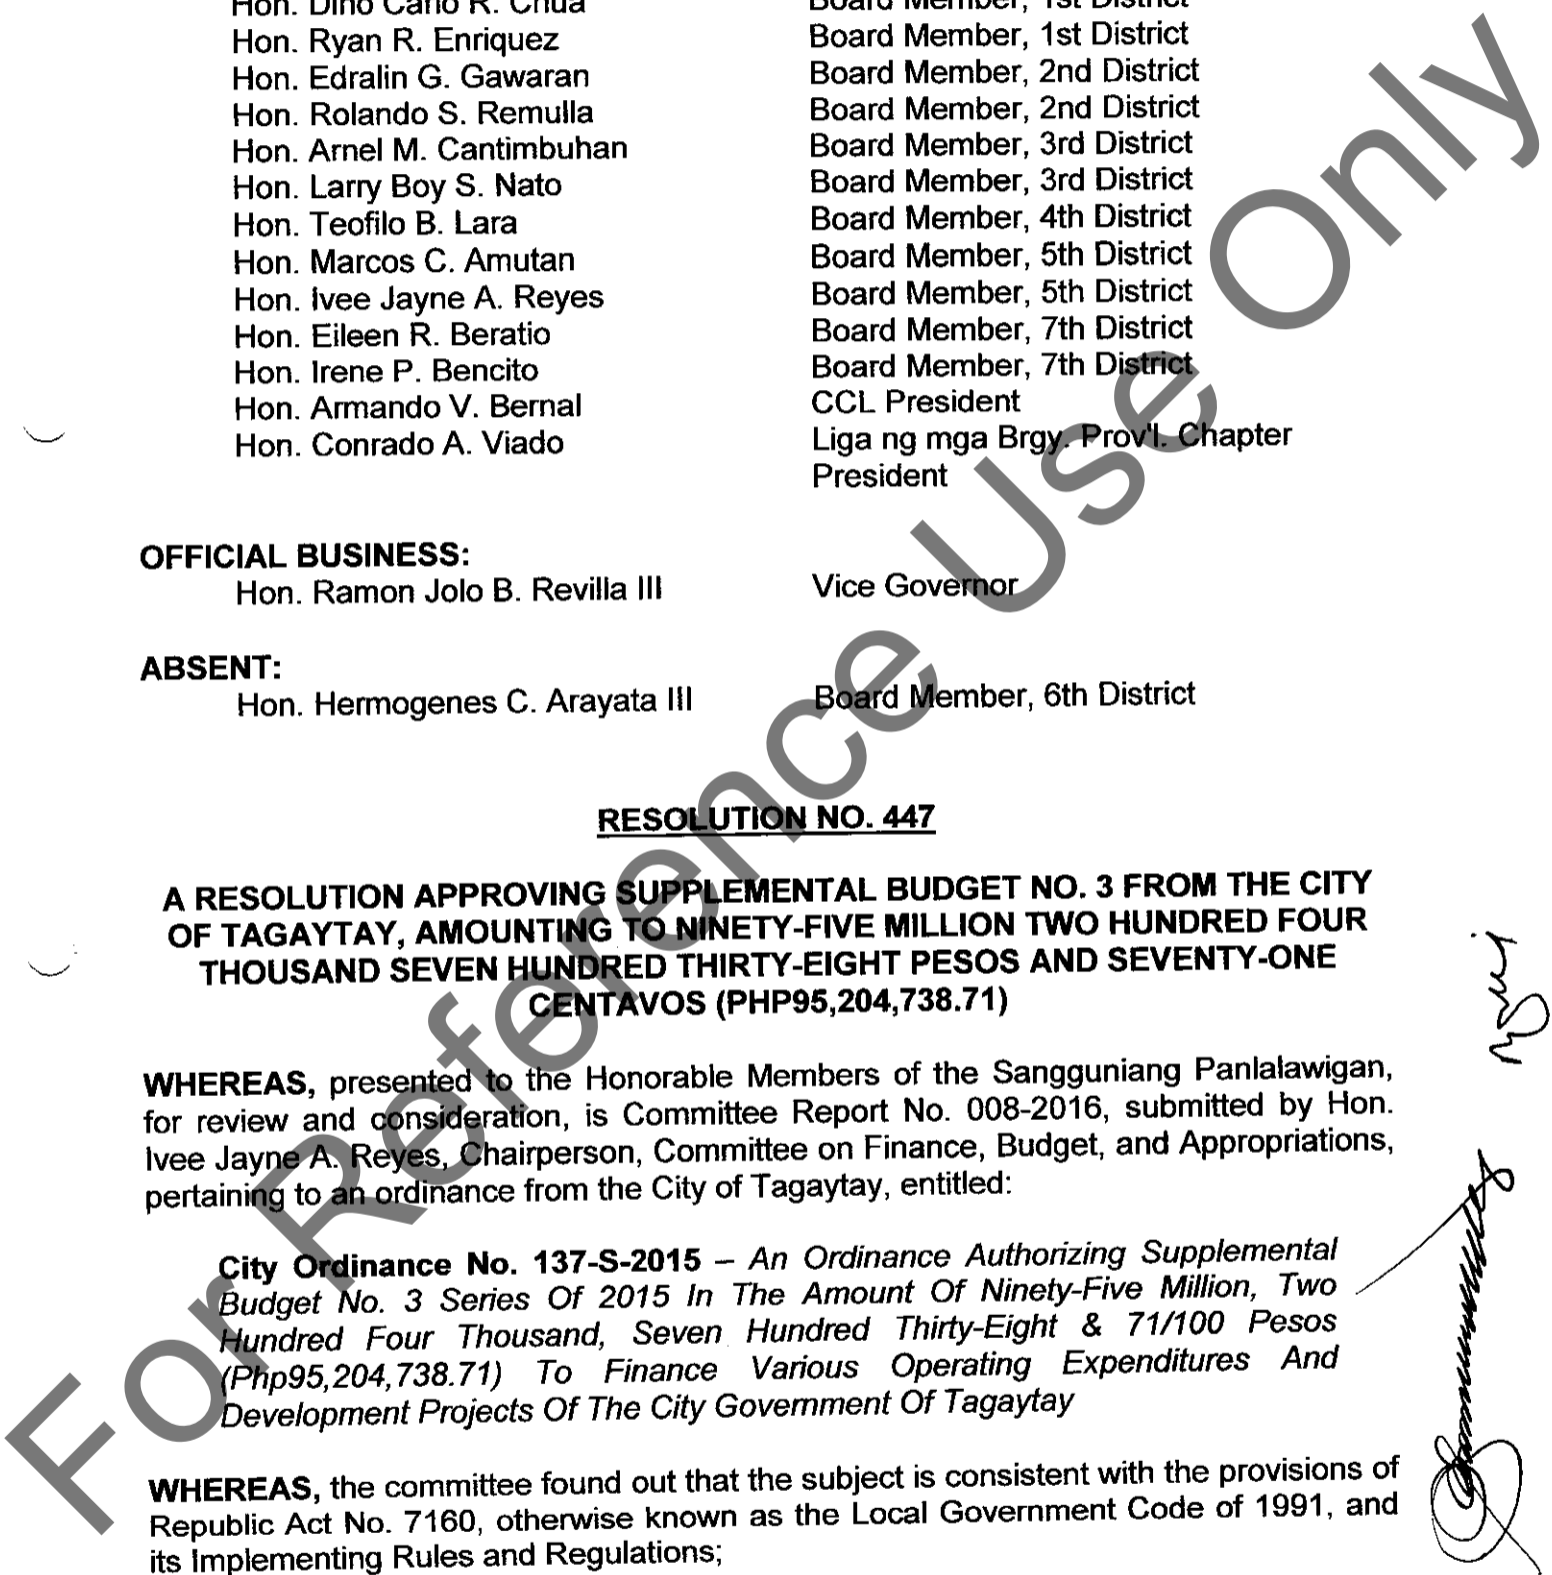 Hon. Dino Carlo R. Chua Board Member, 1st District
Hon. Ryan R. Enriquez Board Member, 1st District
Hon. Edralin G. Gawaran Board Member, 2nd District
Hon. Rolando S. Remulla Board Member, 2nd District
Hon. Arnel M. Cantimbuhan Board Member, 3rd District
Hon. Larry Boy S. Nato Board Member, 3rd District
Hon. Teofilo B. Lara Board Member, 4th District
Hon. Marcos C. Amutan Board Member, 5th District
Hon. Ivee Jayne A. Reyes Board Member, 5th District
Hon. Eileen R. Beratio Board Member, 7th District
Hon. Irene P. Bencito Board Member, 7th District
Hon. Armando V. Bernal CCL President
Hon. Conrado A. Viado Liga ng mga Brgy. Prov'l. Chapter
President
OFFICIAL BUSINESS:
Hon. Ramon Jolo B. Revilla III Vice Governor
ABSENT:
Hon. Hermogenes C. Arayata III Board Member, 6th District
RESOLUTION NO. 447
A RESOLUTION APPROVING SUPPLEMENTAL BUDGET NO. 3 FROM THE CITY
OF TAGAYTAY, AMOUNTING TO NINETY-FIVE MILLION TWO HUNDRED FOUR
THOUSAND SEVEN HUNDRED THIRTY-EIGHT PESOS AND SEVENTY-ONE
CENTAVOS (PHP95,204,738.71)
WHEREAS, presented to the Honorable Members of the Sangguniang Panlalawigan,
for review and consideration, is Committee Report No. 008-2016, submitted by Hon.
Ivee Jayne A. Reyes, Chairperson, Committee on Finance, Budget, and Appropriations,
pertaining to an ordinance from the City of Tagaytay, entitled:
City Ordinance No. 137-S-2015 – An Ordinance Authorizing Supplemental
Budget No. 3 Series Of 2015 In The Amount Of Ninety-Five Million, Two
Hundred Four Thousand, Seven Hundred Thirty-Eight & 71/100 Pesos
(Php95,204,738.71) To Finance Various Operating Expenditures And
Development Projects Of The City Government Of Tagaytay
WHEREAS, the committee found out that the subject is consistent with the provisions of
Republic Act No. 7160, otherwise known as the Local Government Code of 1991, and
its Implementing Rules and Regulations;
For Reference Use Only